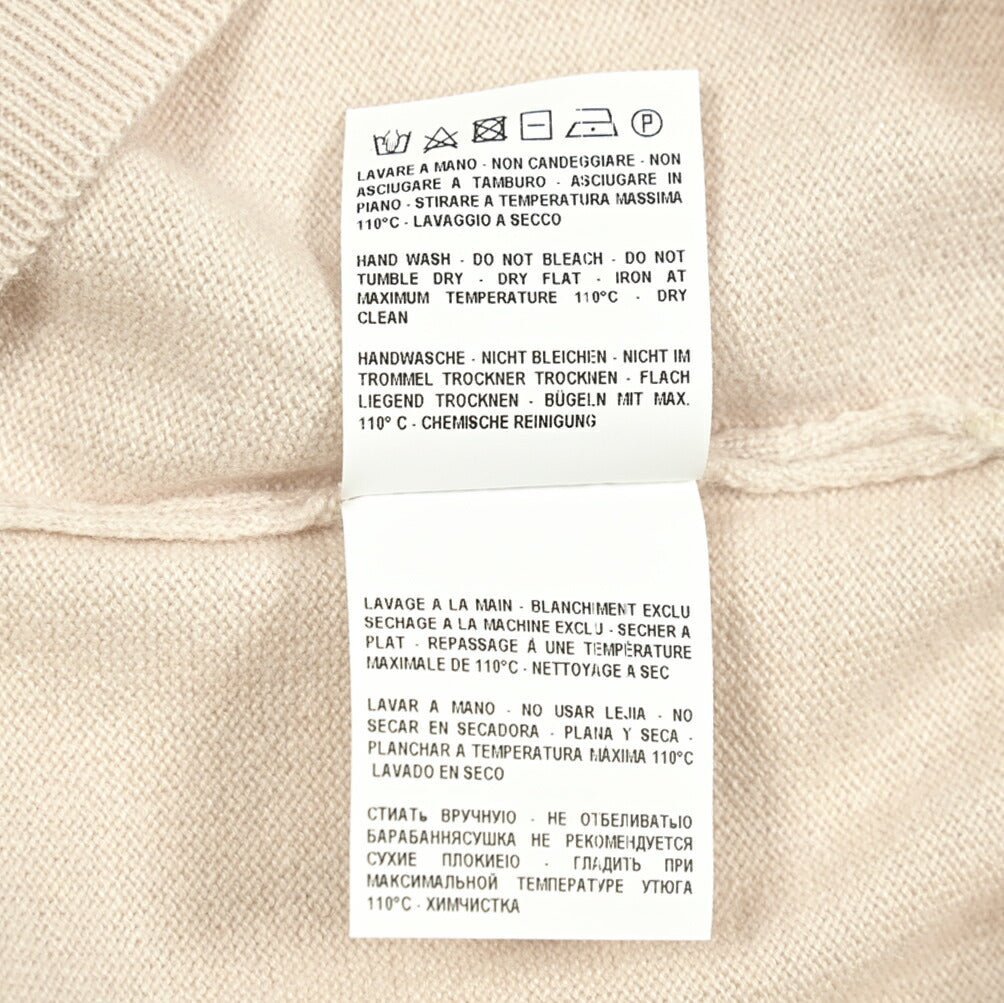 P
LAVARE A MANO - NON CANDEGGIARE - NON
ASCIUGARE A TAMBURO - ASCIUGARE IN
PIANO - STIRARE A TEMPERATURA MASSIMA
110°C - LAVAGGIO A SECCO
HAND WASH - DO NOT BLEACH - DO NOT
TUMBLE DRY - DRY FLAT - IRON AT
MAXIMUM TEMPERATURE 110°C - DRY
CLEAN
HANDWASCHE - NICHT BLEICHEN - NICHT IM
TROMMEL TROCKNER TROCKNEN - FLACH
LIEGEND TROCKNEN - BÜGELN MIT MAX.
110° C - CHEMISCHE REINIGUNG
LAVAGE A LA MAIN - BLANCHIMENT EXCLU
SECHAGE A LA MACHINE EXCLU - SECHER A
PLAT - REPASSAGE Á UNE TEMPÉRATURE
MAXIMALE DE 110°C - NETTOYAGE A SEC
LAVAR A MANO - NO USAR LEJIA - NO
SECAR EN SECADORA - PLANA Y SECA -
PLANCHAR A TEMPERATURA MAXIMA 110°C
LAVADO EN SECO
СТИАТЬ ВРУЧНУЮ - НЕ ОТБЕЛИВАТЬЮ
БАРАБАННЯСУШКА НЕ РЕКОМЕНДУЕТСЯ
СУХИЕ ПЛОКИЕІО - ГЛАДИТЬ ПРИ
МАКСИМАЛЬНОЙ ТЕМПЕРАТУРЕ УТЮГА
110°C - ХИМЧИСТКА